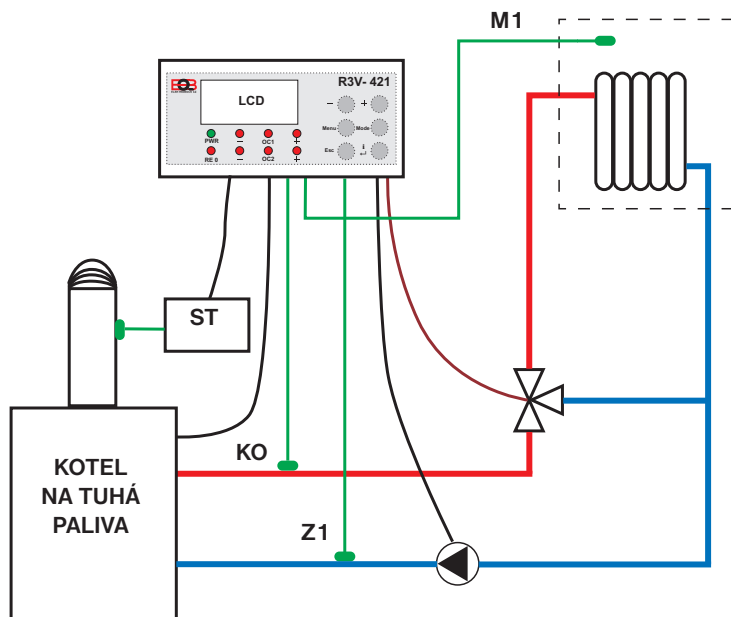 M1
R3V- 421
LCD
− +
PWR − OC1 + Menu Mode
RE 0 − OC2 + Esc i ↵
ST
KO
KOTEL
NA TUHÁ
PALIVA
Z1